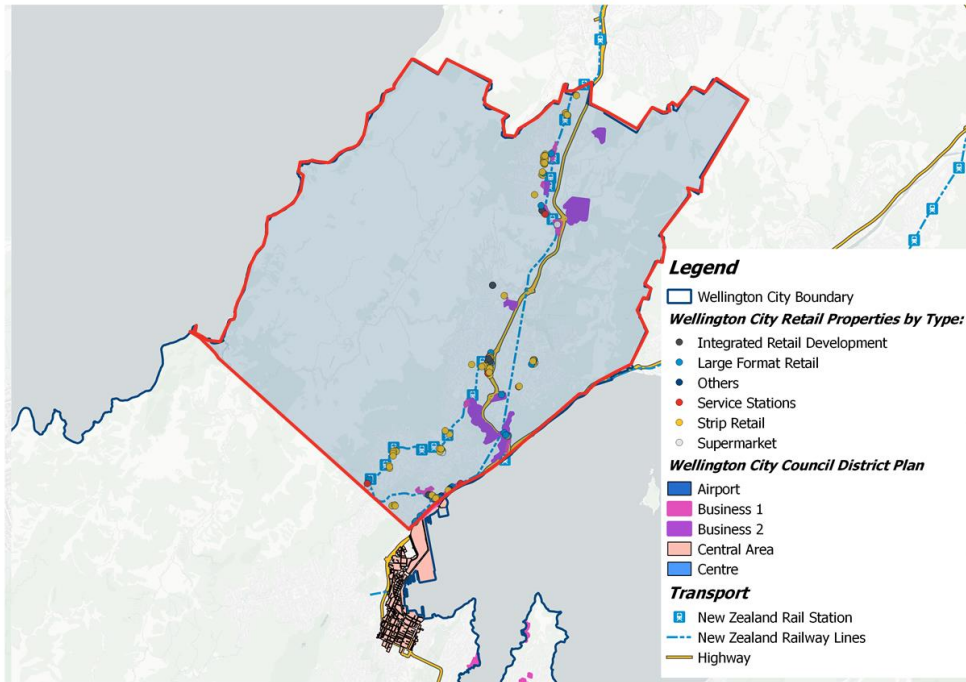 Legend
Wellington City Boundary
Wellington City Retail Properties by Type:
Integrated Retail Development
Large Format Retail
Others
Service Stations
Strip Retail
Supermarket
Wellington City Council District Plan
Airport
Business 1
Business 2
Central Area
Centre
Transport
New Zealand Rail Station
New Zealand Railway Lines
Highway